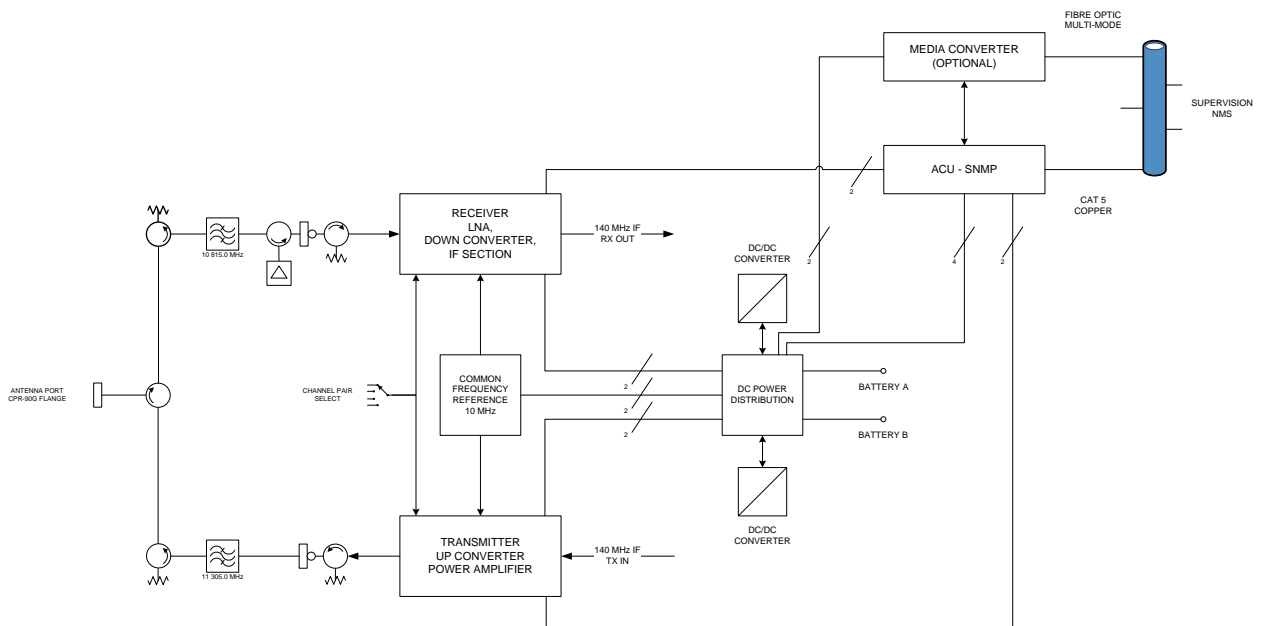 FIBRE OPTIC
MULTI-MODE
MEDIA CONVERTER
(OPTIONAL)
SUPERVISION
NMS
ACU - SNMP
2
CAT 5
COPPER
RECEIVER
LNA,
DOWN CONVERTER,
IF SECTION
140 MHz IF
RX OUT
10 815.0 MHz
DC/DC
CONVERTER
2
4
2
ANTENNA PORT
CPR-90G FLANGE
CHANNEL PAIR
SELECT
COMMON
FREQUENCY
REFERENCE
10 MHz
2
2
2
DC POWER
DISTRIBUTION
BATTERY A
BATTERY B
DC/DC
CONVERTER
11 305.0 MHz
TRANSMITTER
UP CONVERTER
POWER AMPLIFIER
140 MHz IF
TX IN